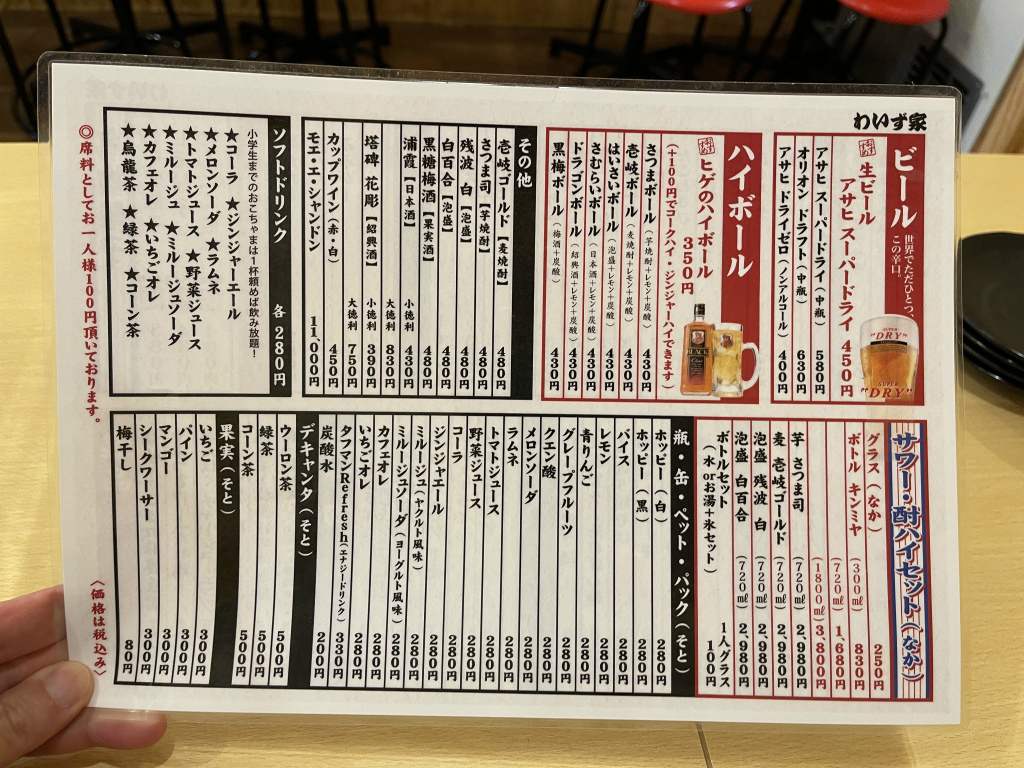 わいず家
ビール
世界でただひとつ、
この辛口。
生ビール
アサヒ スーパードライ 450円
アサヒ スーパードライ（中瓶） 580円
オリオン ドラフト（中瓶） 630円
アサヒ ドライゼロ（ノンアルコール） 400円
SUPER
"DRY"
SUPER
"DRY"
ハイボール
ヒゲのハイボール
350円
（+100円でコークハイ・ジンジャーハイできます）
BLACK
さつまボール（芋焼酎+レモン+炭酸） 430円
壱岐ボール（麦焼酎+レモン+炭酸） 430円
はいさいボール（泡盛+レモン+炭酸） 430円
さむらいボール（日本酒+レモン+炭酸） 430円
ドラゴンボール（紹興酒+レモン+炭酸） 430円
黒梅ボール（梅酒+炭酸） 430円
その他
壱岐ゴールド【麦焼酎】 480円
さつま司【芋焼酎】 480円
残波 白【泡盛】 480円
白百合【泡盛】 480円
黒糖梅酒【果実酒】 480円
浦霞【日本酒】 小徳利 430円
大徳利 830円
塔碑 花彫【紹興酒】 小徳利 390円
大徳利 750円
カップワイン（赤・白） 450円
モエ・エ・シャンドン 11,000円
ソフトドリンク 各280円
小学生までのおこちゃまは1杯頼めば飲み放題！
★コーラ ★ジンジャーエール
★メロンソーダ ★ラムネ
★トマトジュース ★野菜ジュース
★ミルージュ ★ミルージュソーダ
★カフェオレ ★いちごオレ
★烏龍茶 ★緑茶 ★コーン茶
◎席料としてお一人様100円頂いております。
サワー・酎ハイセット（なか）
グラス（なか） 250円
ボトル キンミヤ （300㎖） 830円
（720㎖） 1,680円
（1800㎖） 3,800円
芋 さつま司 （720㎖） 2,980円
麦 壱岐ゴールド （720㎖） 2,980円
泡盛 残波 白 （720㎖） 2,980円
泡盛 白百合 （720㎖） 2,980円
ボトルセット 1人グラス
（水orお湯+氷セット） 100円
瓶・缶・ペット・パック（そと）
ホッピー（白） 280円
ホッピー（黒） 280円
バイス 280円
レモン 280円
青りんご 280円
グレープフルーツ 280円
クエン酸 280円
メロンソーダ 280円
ラムネ 280円
トマトジュース 280円
野菜ジュース 280円
コーラ 280円
ジンジャエール 280円
ミルージュ（ヤクルト風味） 280円
ミルージュソーダ（ヨーグルト風味） 280円
カフェオレ 280円
いちごオレ 280円
タフマンRefresh（エナジードリンク） 330円
炭酸水 200円
デキャンタ（そと）
ウーロン茶 500円
緑茶 500円
コーン茶 500円
果実（そと）
いちご 300円
パイン 300円
マンゴー 300円
シークワーサー 300円
梅干し 80円
〈価格は税込み〉